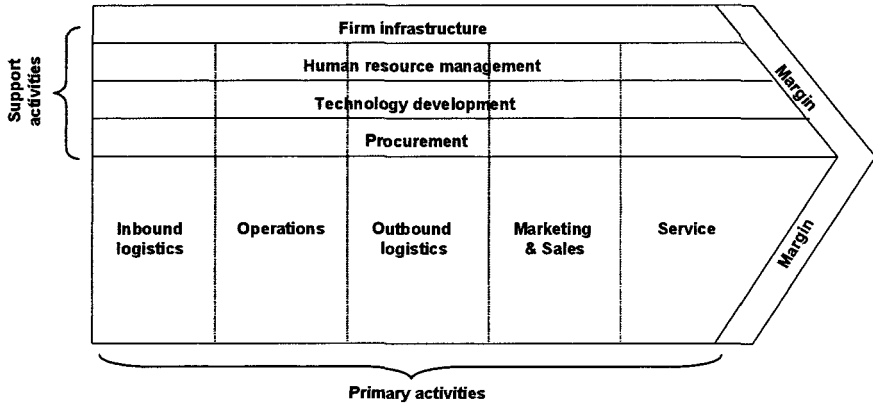 Firm infrastructure
Human resource management
Technology development
Procurement
Support
activities
Margin
Inbound
logistics
Operations
Outbound
logistics
Marketing
& Sales
Service
Margin
Primary activities